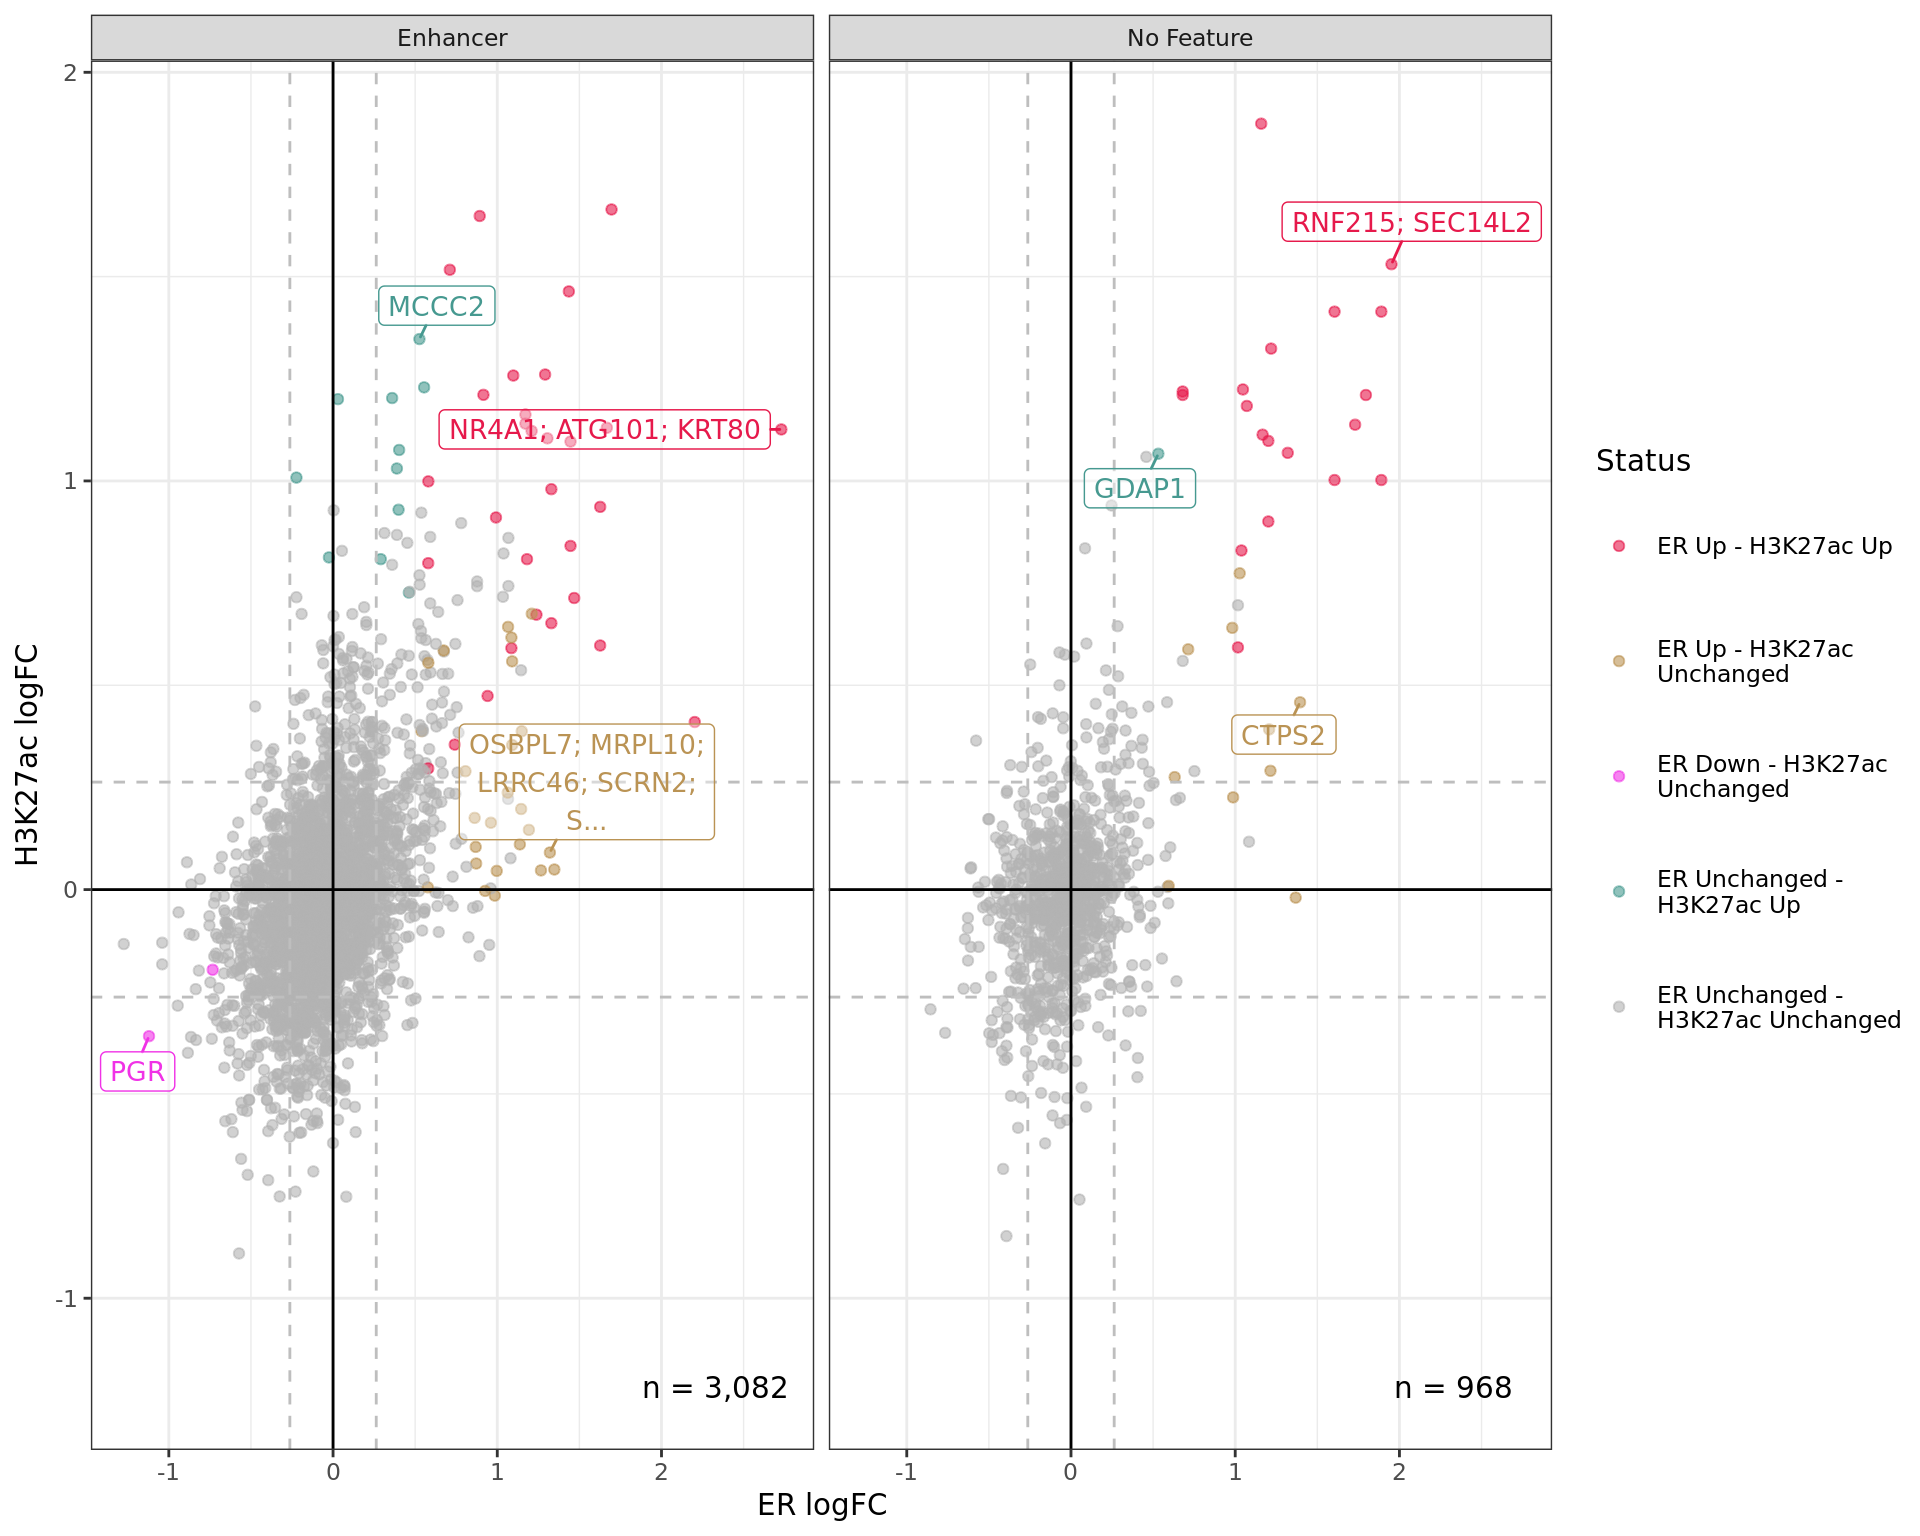 Enhancer
No Feature
2
1
0
-1
H3K27ac logFC
MCCC2
NR4A1; ATG101; KRT80
OSBPL7; MRPL10;
LRRC46; SCRN2;
S...
PGR
n = 3,082
RNF215; SEC14L2
GDAP1
CTPS2
n = 968
-1
0
1
2
-1
0
1
2
ER logFC
Status
ER Up - H3K27ac Up
ER Up - H3K27ac
Unchanged
ER Down - H3K27ac
Unchanged
ER Unchanged -
H3K27ac Up
ER Unchanged -
H3K27ac Unchanged